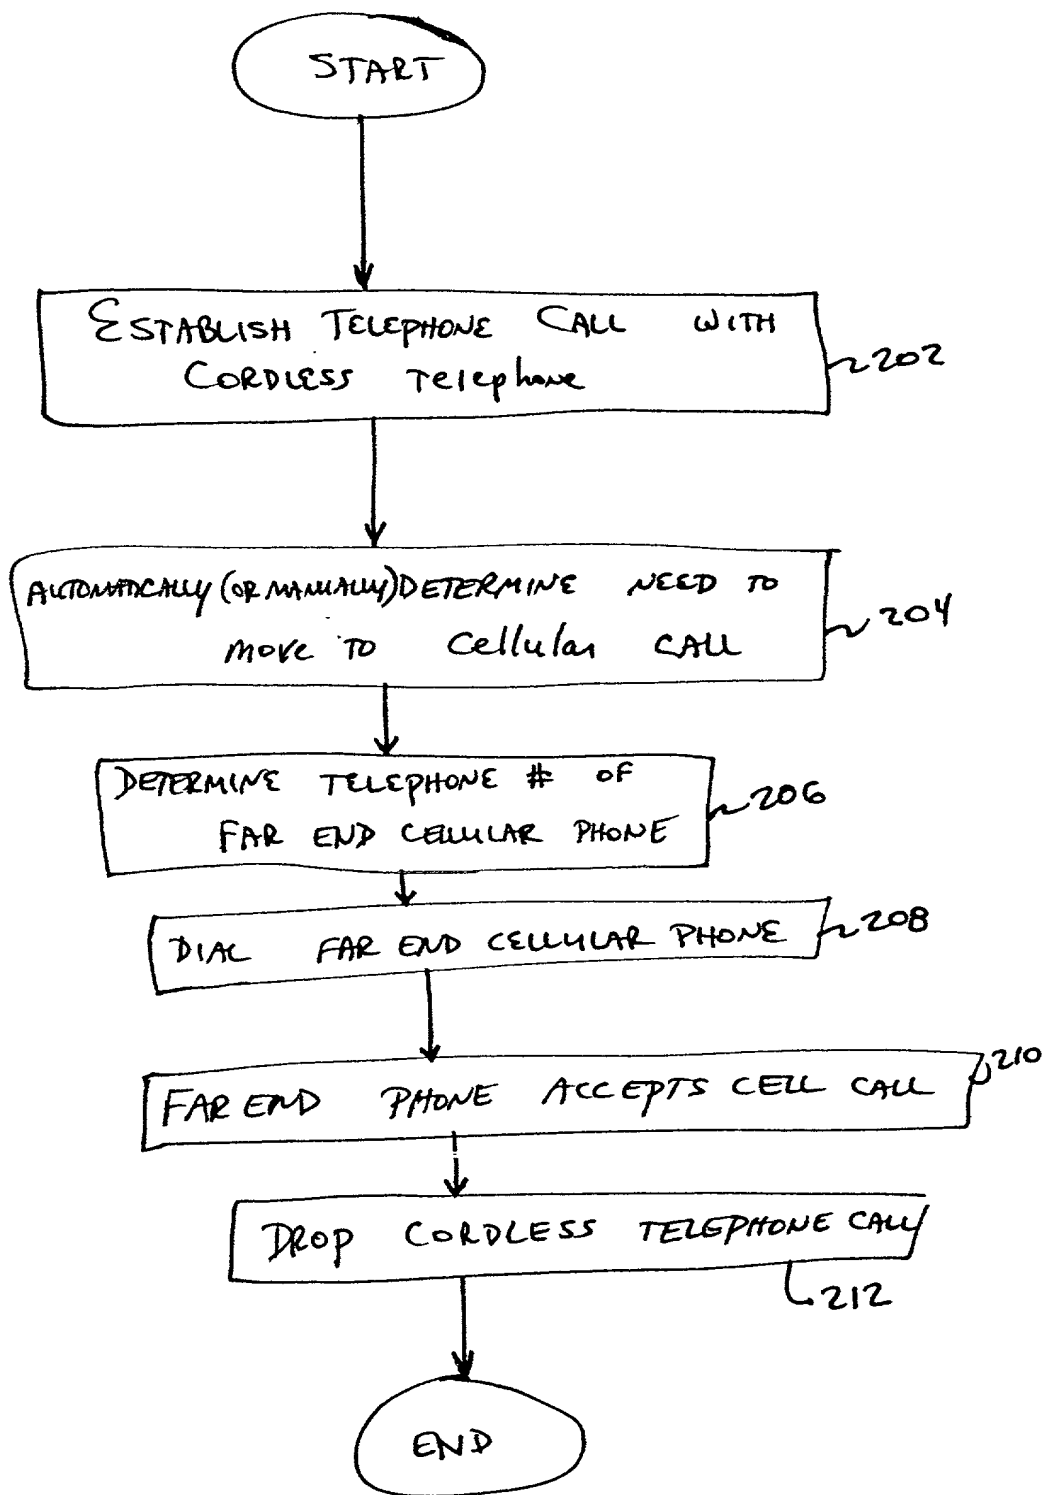 START
ESTABLISH TELEPHONE CALL WITH
CORDLESS Telephone
202
AUTOMATICALLY (OR MANUALLY) DETERMINE NEED TO
MOVE TO Cellular CALL
204
DETERMINE TELEPHONE # OF
FAR END CELLULAR PHONE
206
DIAL FAR END CELLULAR PHONE
208
FAR END PHONE ACCEPTS CELL CALL
210
DROP CORDLESS TELEPHONE CALL
212
END